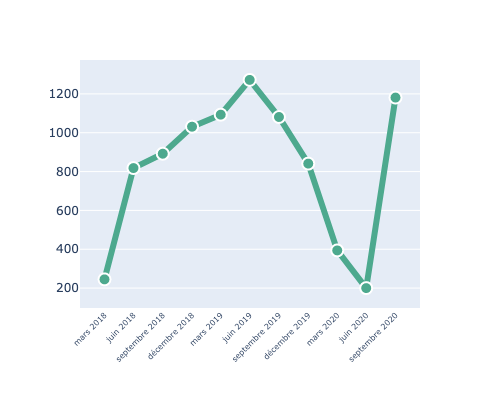 1200
1000
800
600
400
200
mars 2018
juin 2018
septembre 2018
décembre 2018
mars 2019
juin 2019
septembre 2019
décembre 2019
mars 2020
juin 2020
septembre 2020